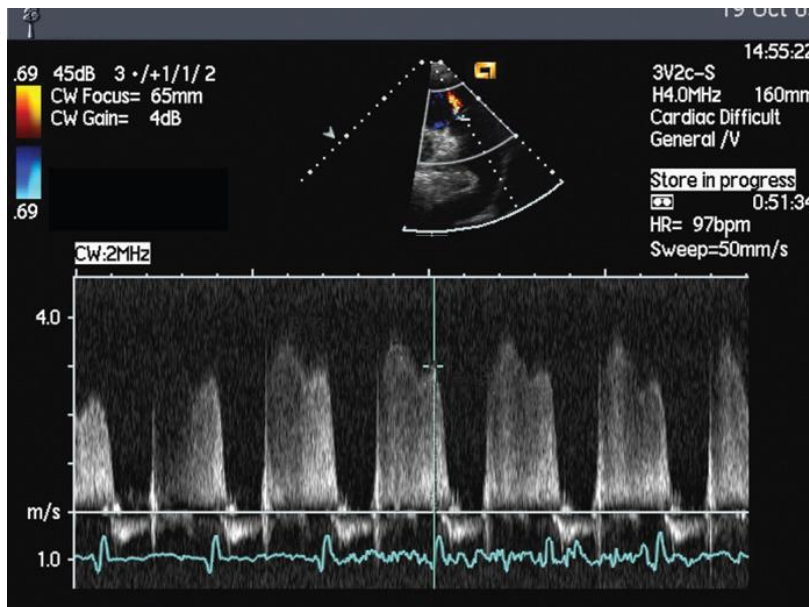 19 Oct 0
14:55:22
.69 45dB 3 •/+1/1/ 2
CW Focus= 65mm
CW Gain= 4dB
.69
3V2c-S
H4.0MHz 160mm
Cardiac Difficult
General /V
Store in progress
0:51:34
HR= 97bpm
Sweep=50mm/s
CW:2MHz
4.0
m/s
1.0